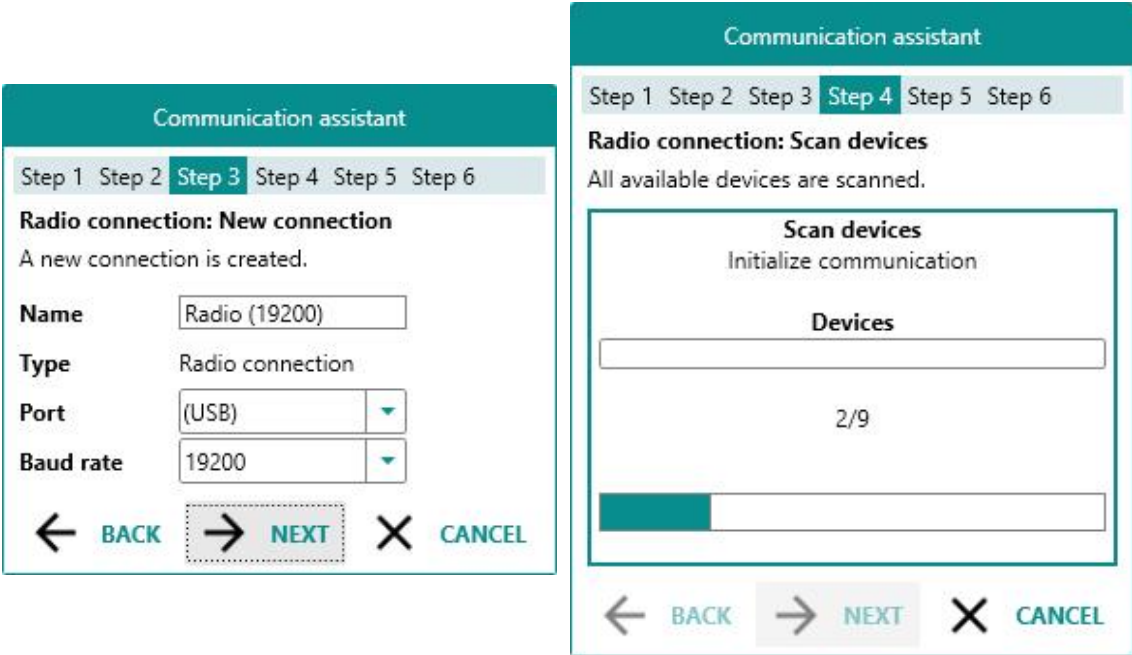 Communication assistant
Step 1 Step 2 Step 3 Step 4 Step 5 Step 6
Radio connection: New connection
A new connection is created.
Name Radio (19200)
Type Radio connection
Port (USB)
Baud rate 19200
BACK NEXT CANCEL
Communication assistant
Step 1 Step 2 Step 3 Step 4 Step 5 Step 6
Radio connection: Scan devices
All available devices are scanned.
Scan devices
Initialize communication
Devices
2/9
BACK NEXT CANCEL